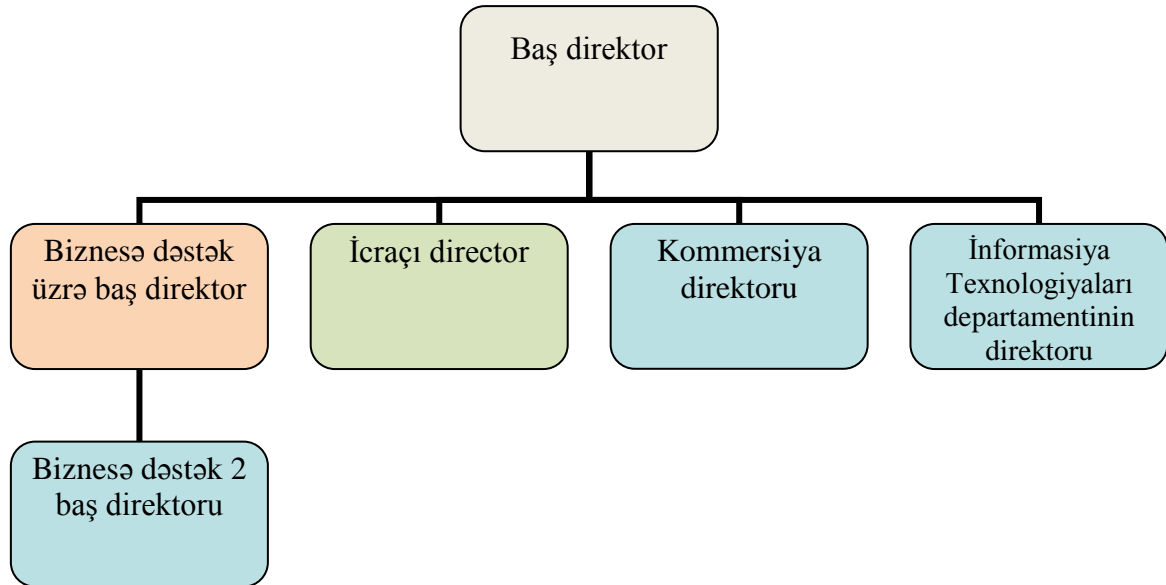 Baş direktor
Biznesə dəstək
üzrə baş direktor
İcraçı director
Kommersiya
direktoru
İnformasiya
Texnologiyaları
departamentinin
direktoru
Biznesə dəstək 2
baş direktoru